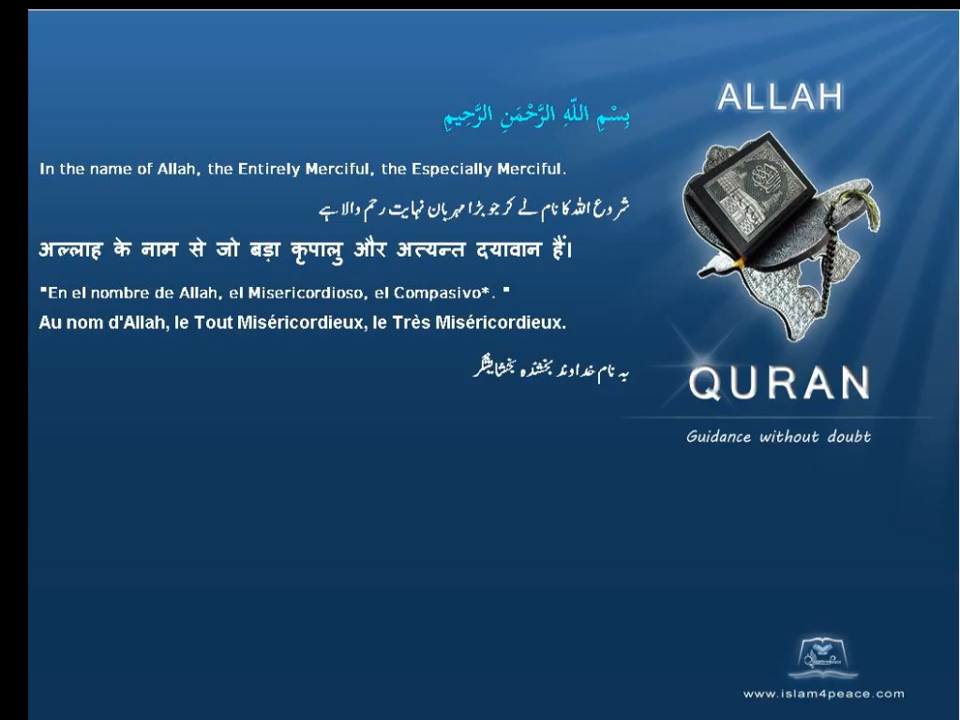 بِسْمِ اللَّهِ الرَّحْمَنِ الرَّحِيمِ
In the name of Allah, the Entirely Merciful, the Especially Merciful.
شروع الله کا نام لے کر جو بڑا مہربان نہایت رحم والا ہے
अल्लाह के नाम से जो बड़ा कृपालु और अत्यन्त दयावान हैं।
"En el nombre de Allah, el Misericordioso, el Compasivo*. "
Au nom d'Allah, le Tout Miséricordieux, le Très Miséricordieux.
به نام خداوند بخشنده بخشایشگر
ALLAH
QURAN
Guidance without doubt
www.islam4peace.com